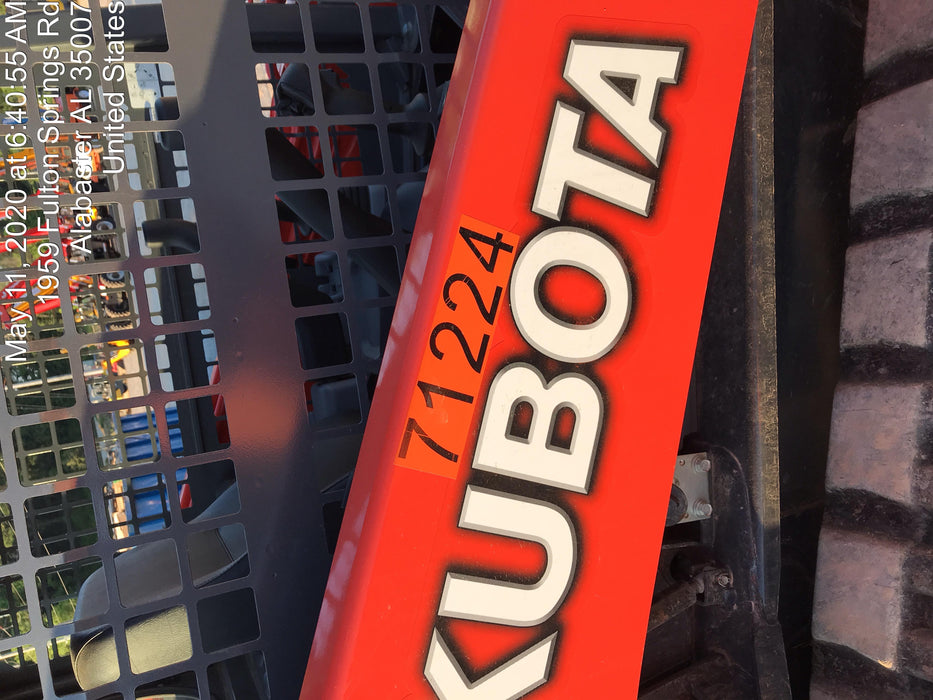 May 11, 2020 at 6:40:55 AM
1959 Fulton Springs Rd
Alabaster AL 35007
United States
71224
KUBOTA